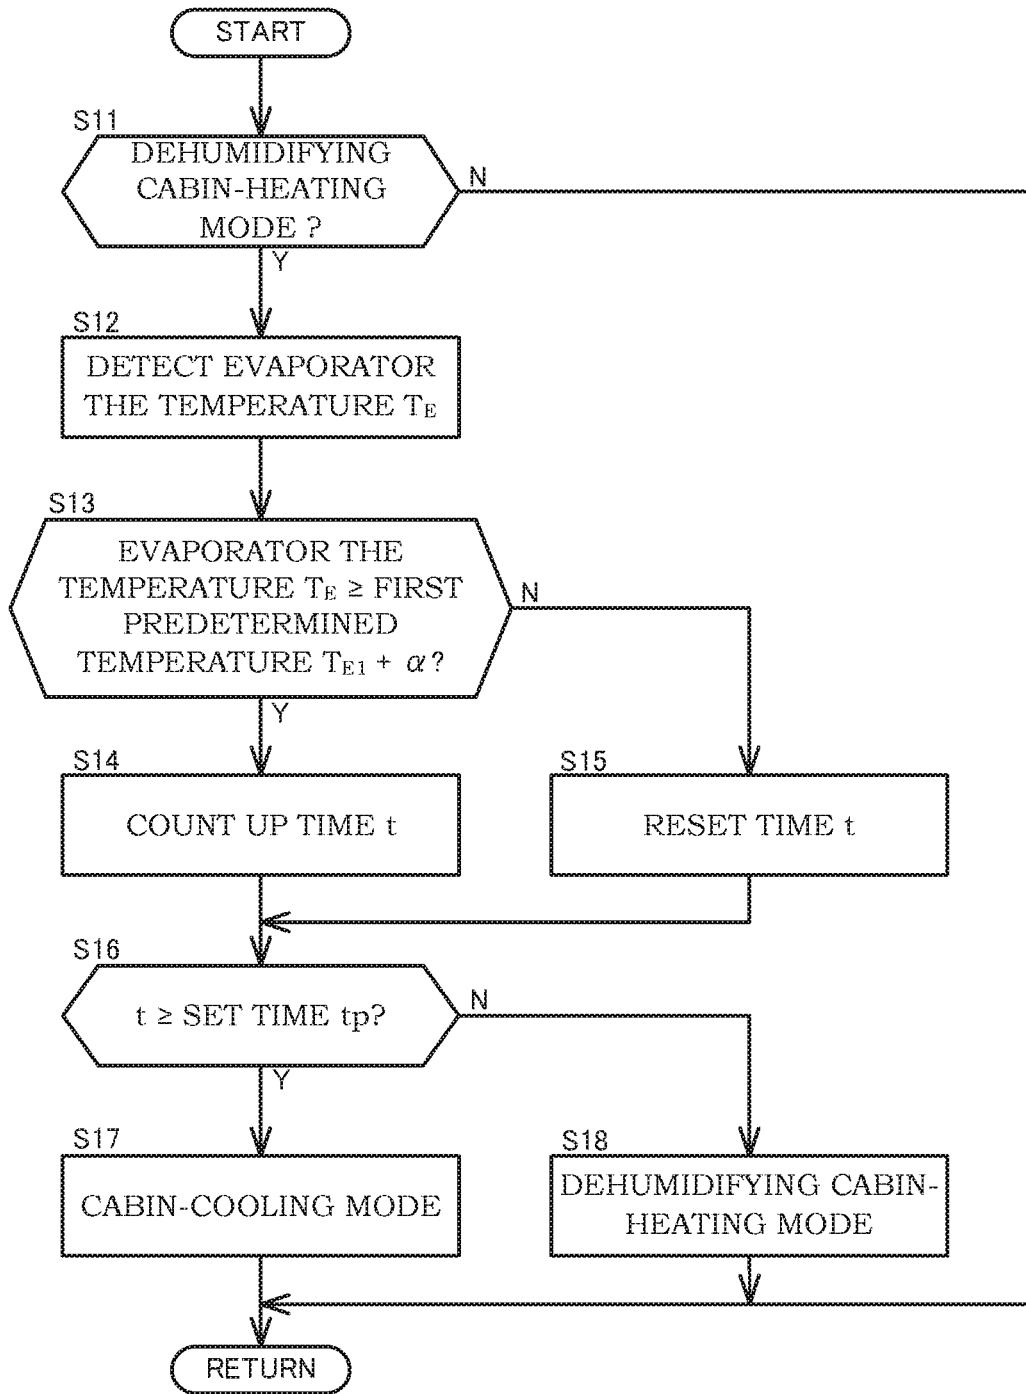 START
S11
DEHUMIDIFYING
CABIN-HEATING
MODE ?
N
Y
S12
DETECT EVAPORATOR
THE TEMPERATURE TE
S13
EVAPORATOR THE
TEMPERATURE TE ≥ FIRST
PREDETERMINED
TEMPERATURE TE1 + α?
N
Y
S14
COUNT UP TIME t
S15
RESET TIME t
S16
t ≥ SET TIME tp?
N
Y
S17
CABIN-COOLING MODE
S18
DEHUMIDIFYING CABIN-
HEATING MODE
RETURN